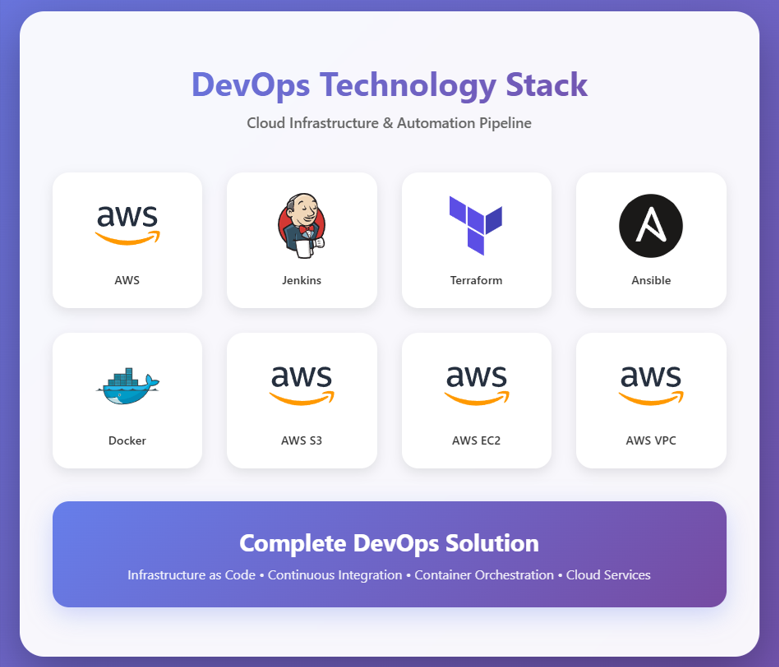 DevOps Technology Stack
Cloud Infrastructure & Automation Pipeline
aws
AWS
Jenkins
Terraform
Ansible
Docker
aws
AWS S3
aws
AWS EC2
aws
AWS VPC
Complete DevOps Solution
Infrastructure as Code • Continuous Integration • Container Orchestration • Cloud Services